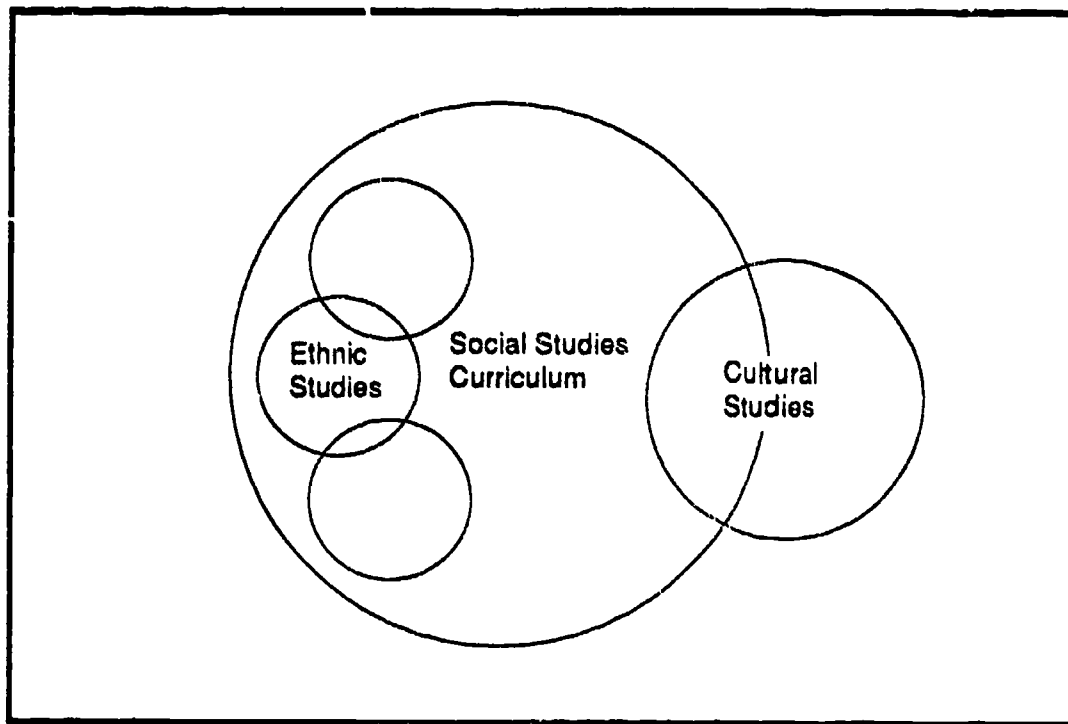 Ethnic
Studies
Social Studies
Curriculum
Cultural
Studies